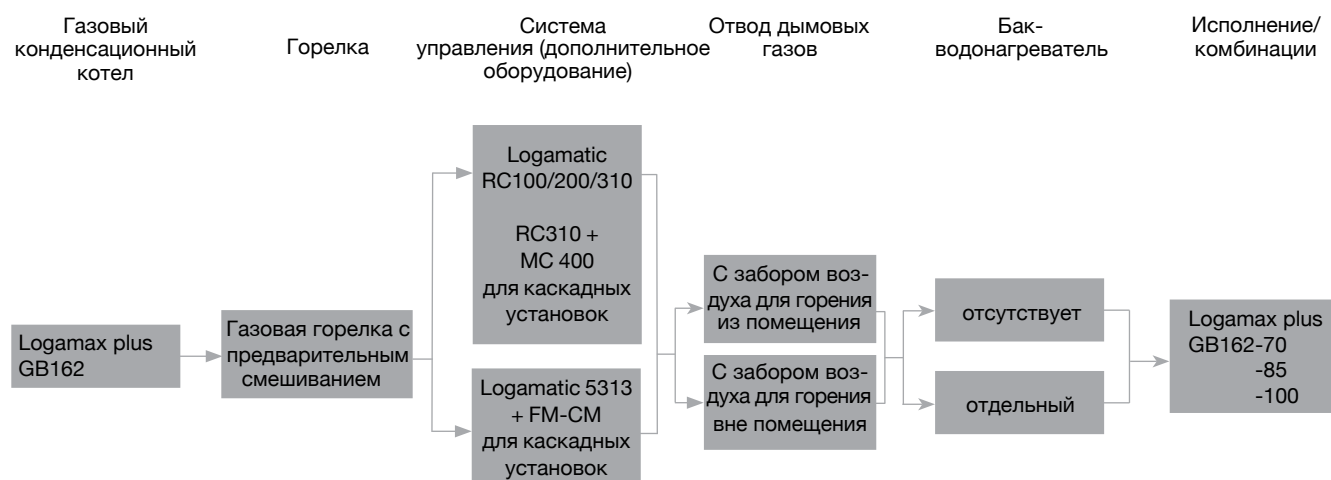 Газовый
конденсационный
котел
Горелка
Система
управления (дополнительное
оборудование)
Отвод дымовых
газов
Бак-
водонагреватель
Исполнение/
комбинации
Logamax plus
GB162
Газовая горелка с
предварительным
смешиванием
Logamatic
RC100/200/310
RC310 +
MC 400
для каскадных
установок
Logamatic 5313
+ FM-CM
для каскадных
установок
С забором воз-
духа для горения
из помещения
С забором воз-
духа для горения
вне помещения
отсутствует
отдельный
Logamax plus
GB162-70
-85
-100